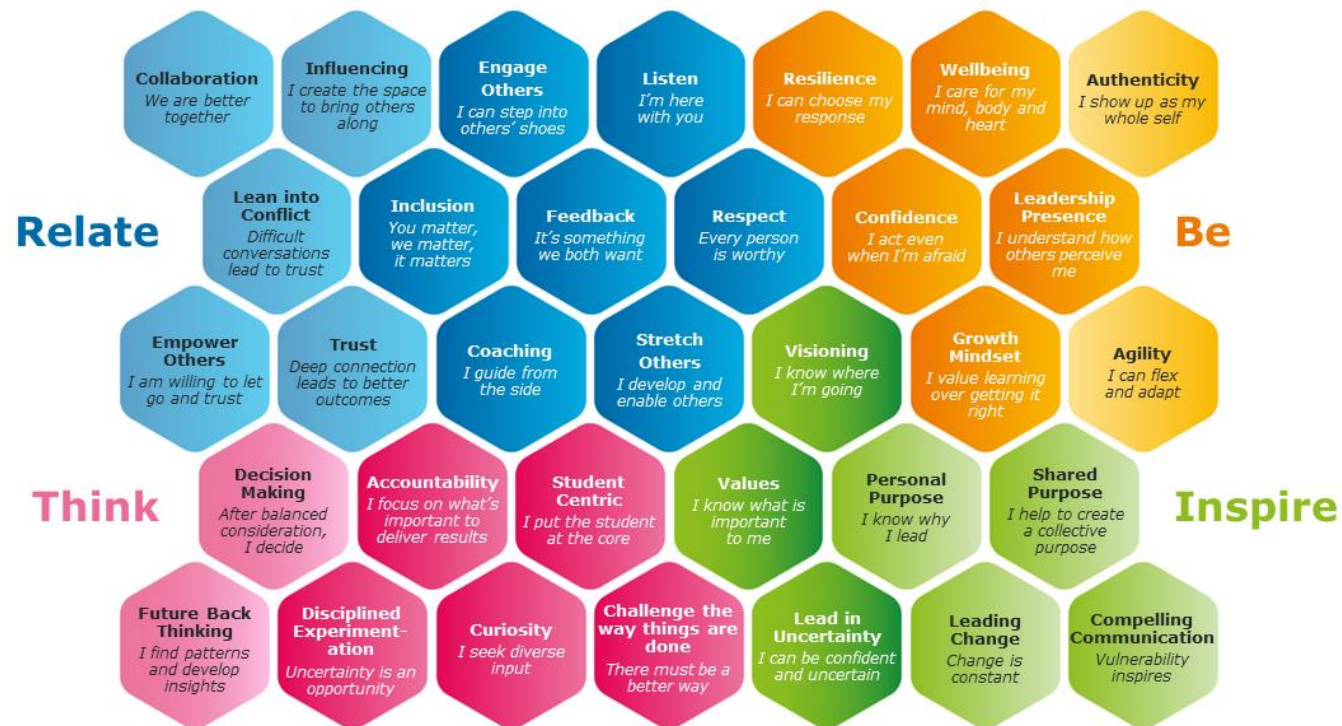 Collaboration
We are better
together
Influencing
I create the space
to bring others
along
Engage
Others
I can step into
others' shoes
Listen
I'm here
with you
Resilience
I can choose my
response
Wellbeing
I care for my
mind, body and
heart
Authenticity
I show up as my
whole self
Relate
Lean into
Conflict
Difficult
conversations
lead to trust
Inclusion
You matter,
we matter,
it matters
Feedback
It's something
we both want
Respect
Every person
is worthy
Confidence
I act even
when I'm afraid
Leadership
Presence
I understand how
others perceive
me
Be
Empower
Others
I am willing to let
go and trust
Trust
Deep connection
leads to better
outcomes
Coaching
I guide from
the side
Stretch
Others
I develop and
enable others
Visioning
I know where
I'm going
Growth
Mindset
I value learning
over getting it
right
Agility
I can flex
and adapt
Think
Decision
Making
After balanced
consideration,
I decide
Accountability
I focus on what's
important to
deliver results
Student
Centric
I put the student
at the core
Values
I know what is
important
to me
Personal
Purpose
I know why
I lead
Shared
Purpose
I help to create
a collective
purpose
Inspire
Future Back
Thinking
I find patterns
and develop
insights
Disciplined
Experiment-
ation
Uncertainty is an
opportunity
Curiosity
I seek diverse
input
Challenge the
way things are
done
There must be a
better way
Lead in
Uncertainty
I can be confident
and uncertain
Leading
Change
Change is
constant
Compelling
Communication
Vulnerability
inspires